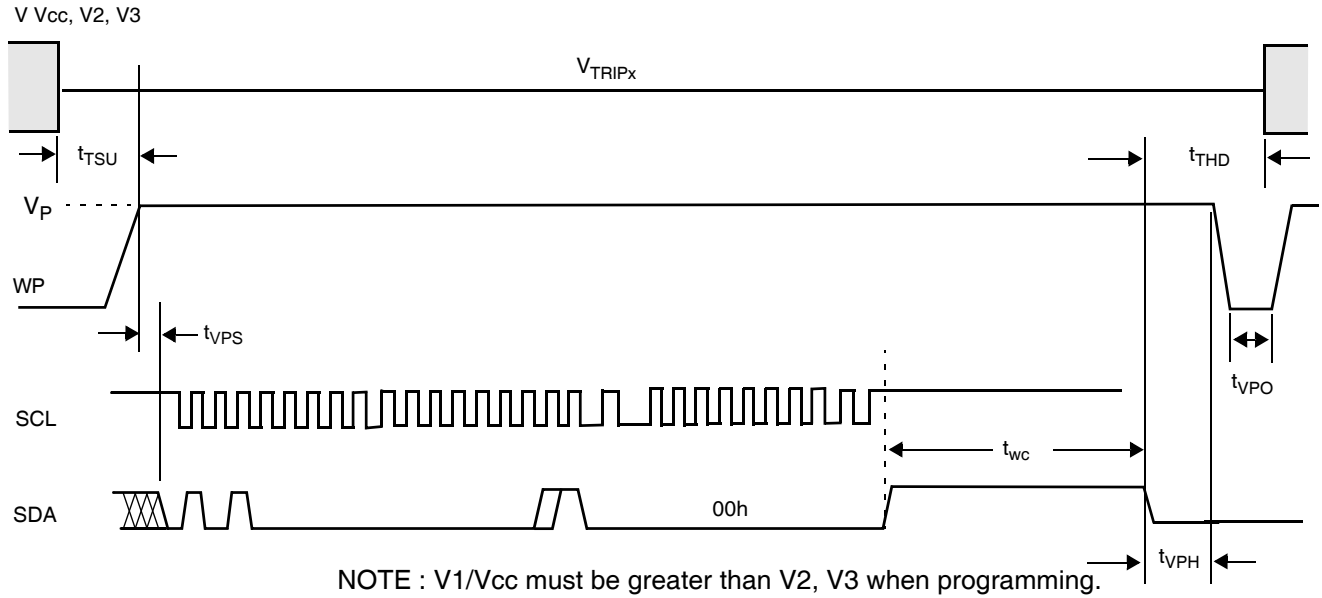 V Vcc, V2, V3
VTRIPx
tTSU
tTHD
VP
WP
tVPS
tVPO
SCL
twc
SDA
00h
tVPH
NOTE : V1/Vcc must be greater than V2, V3 when programming.